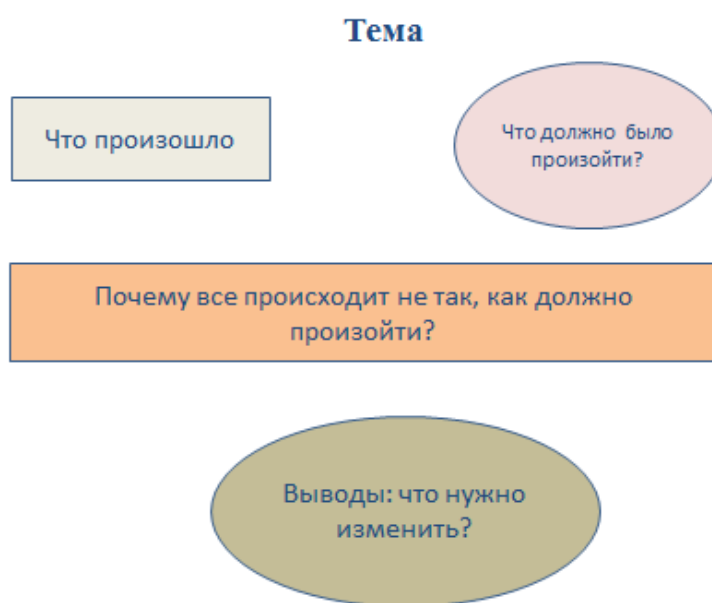 Тема
Что произошло
Что должно было
произойти?
Почему все происходит не так, как должно
произойти?
Выводы: что нужно
изменить?